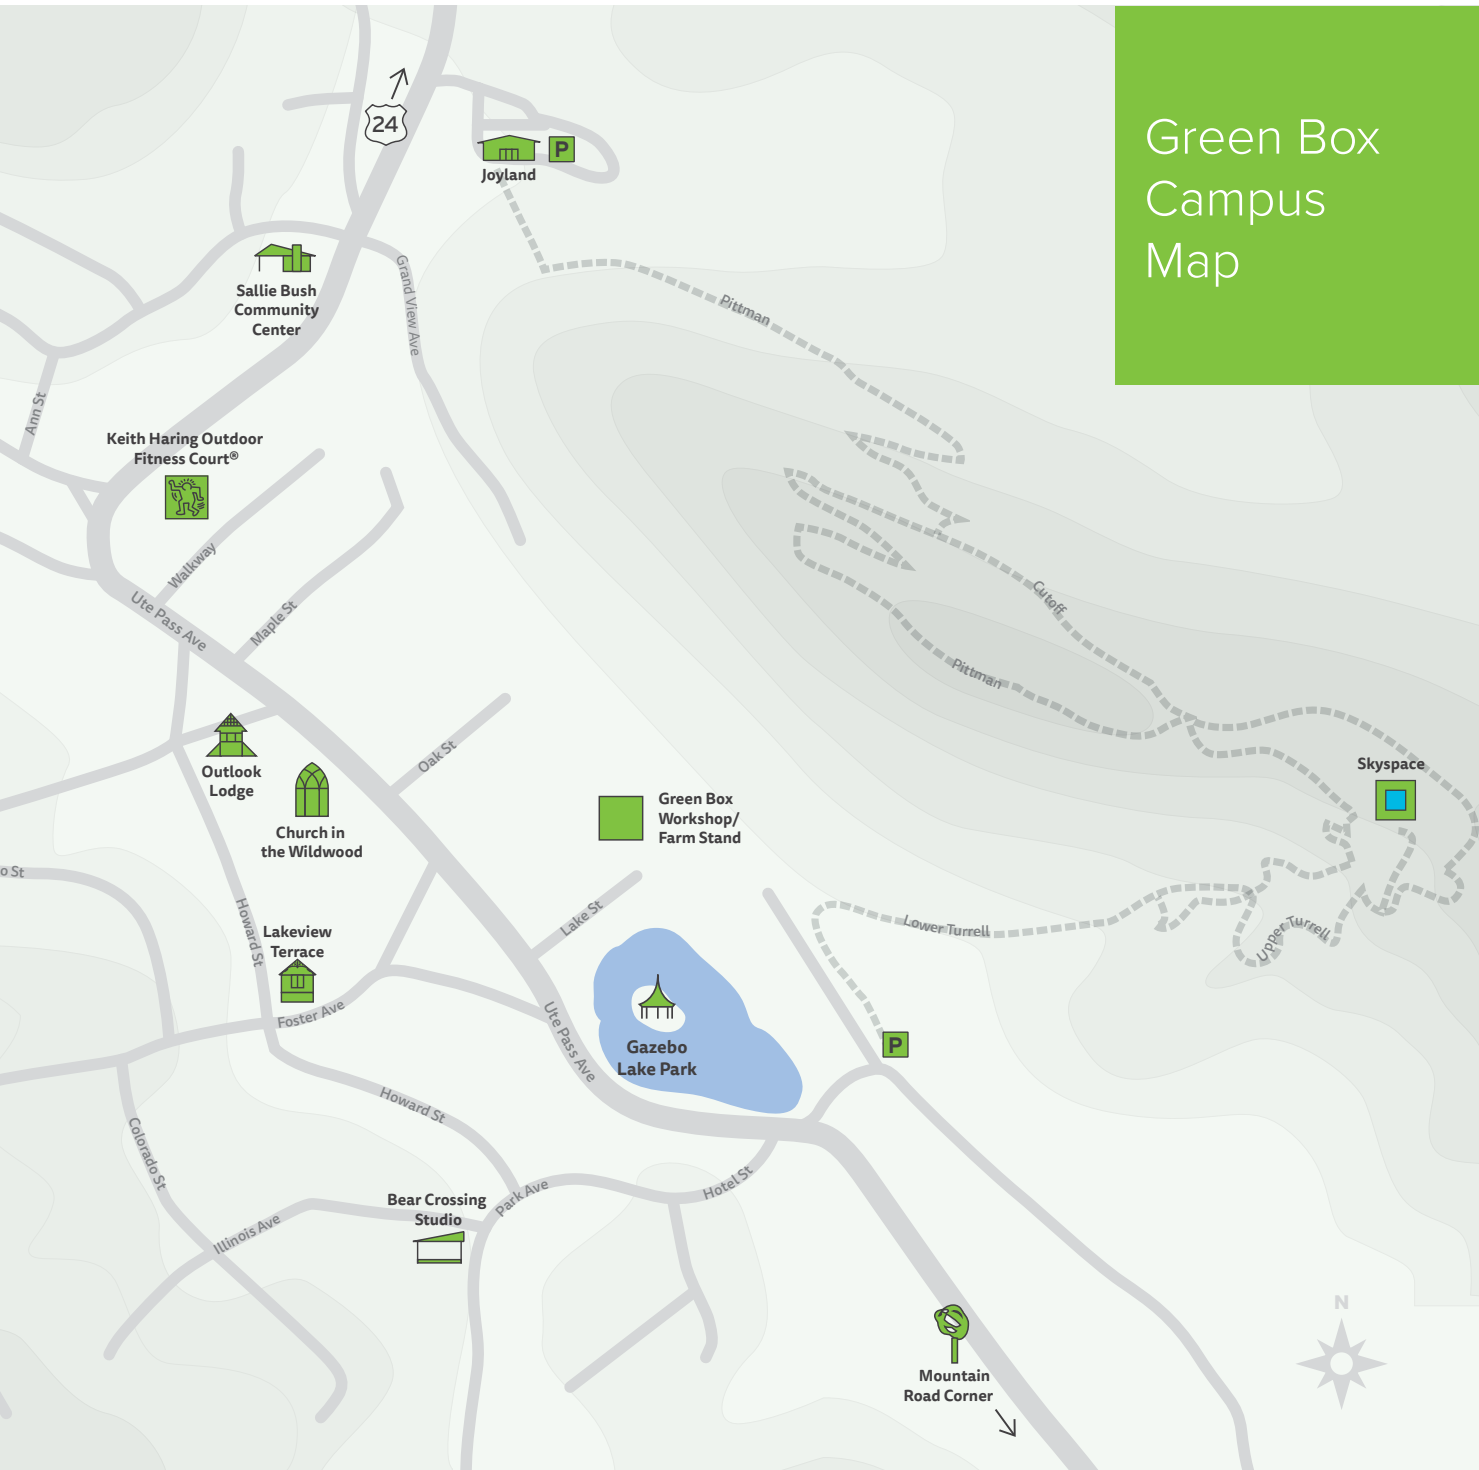 Green Box
Campus
Map
24
P
Joyland
Sallie Bush
Community
Center
Grand View Ave
Pittman
Ann St
Keith Haring Outdoor
Fitness Court®
Walkway
Maple St
Ute Pass Ave
Cutoff
Pittman
Outlook
Lodge
Oak St
Skyspace
Church in
the Wildwood
Green Box
Workshop/
Farm Stand
o St
Howard St
Lake St
Lower Turrell
Upper Turrell
Lakeview
Terrace
Foster Ave
Ute Pass Ave
Gazebo
Lake Park
P
Howard St
Colorado St
Bear Crossing
Studio
Park Ave
Hotel St
Illinois Ave
N
Mountain
Road Corner